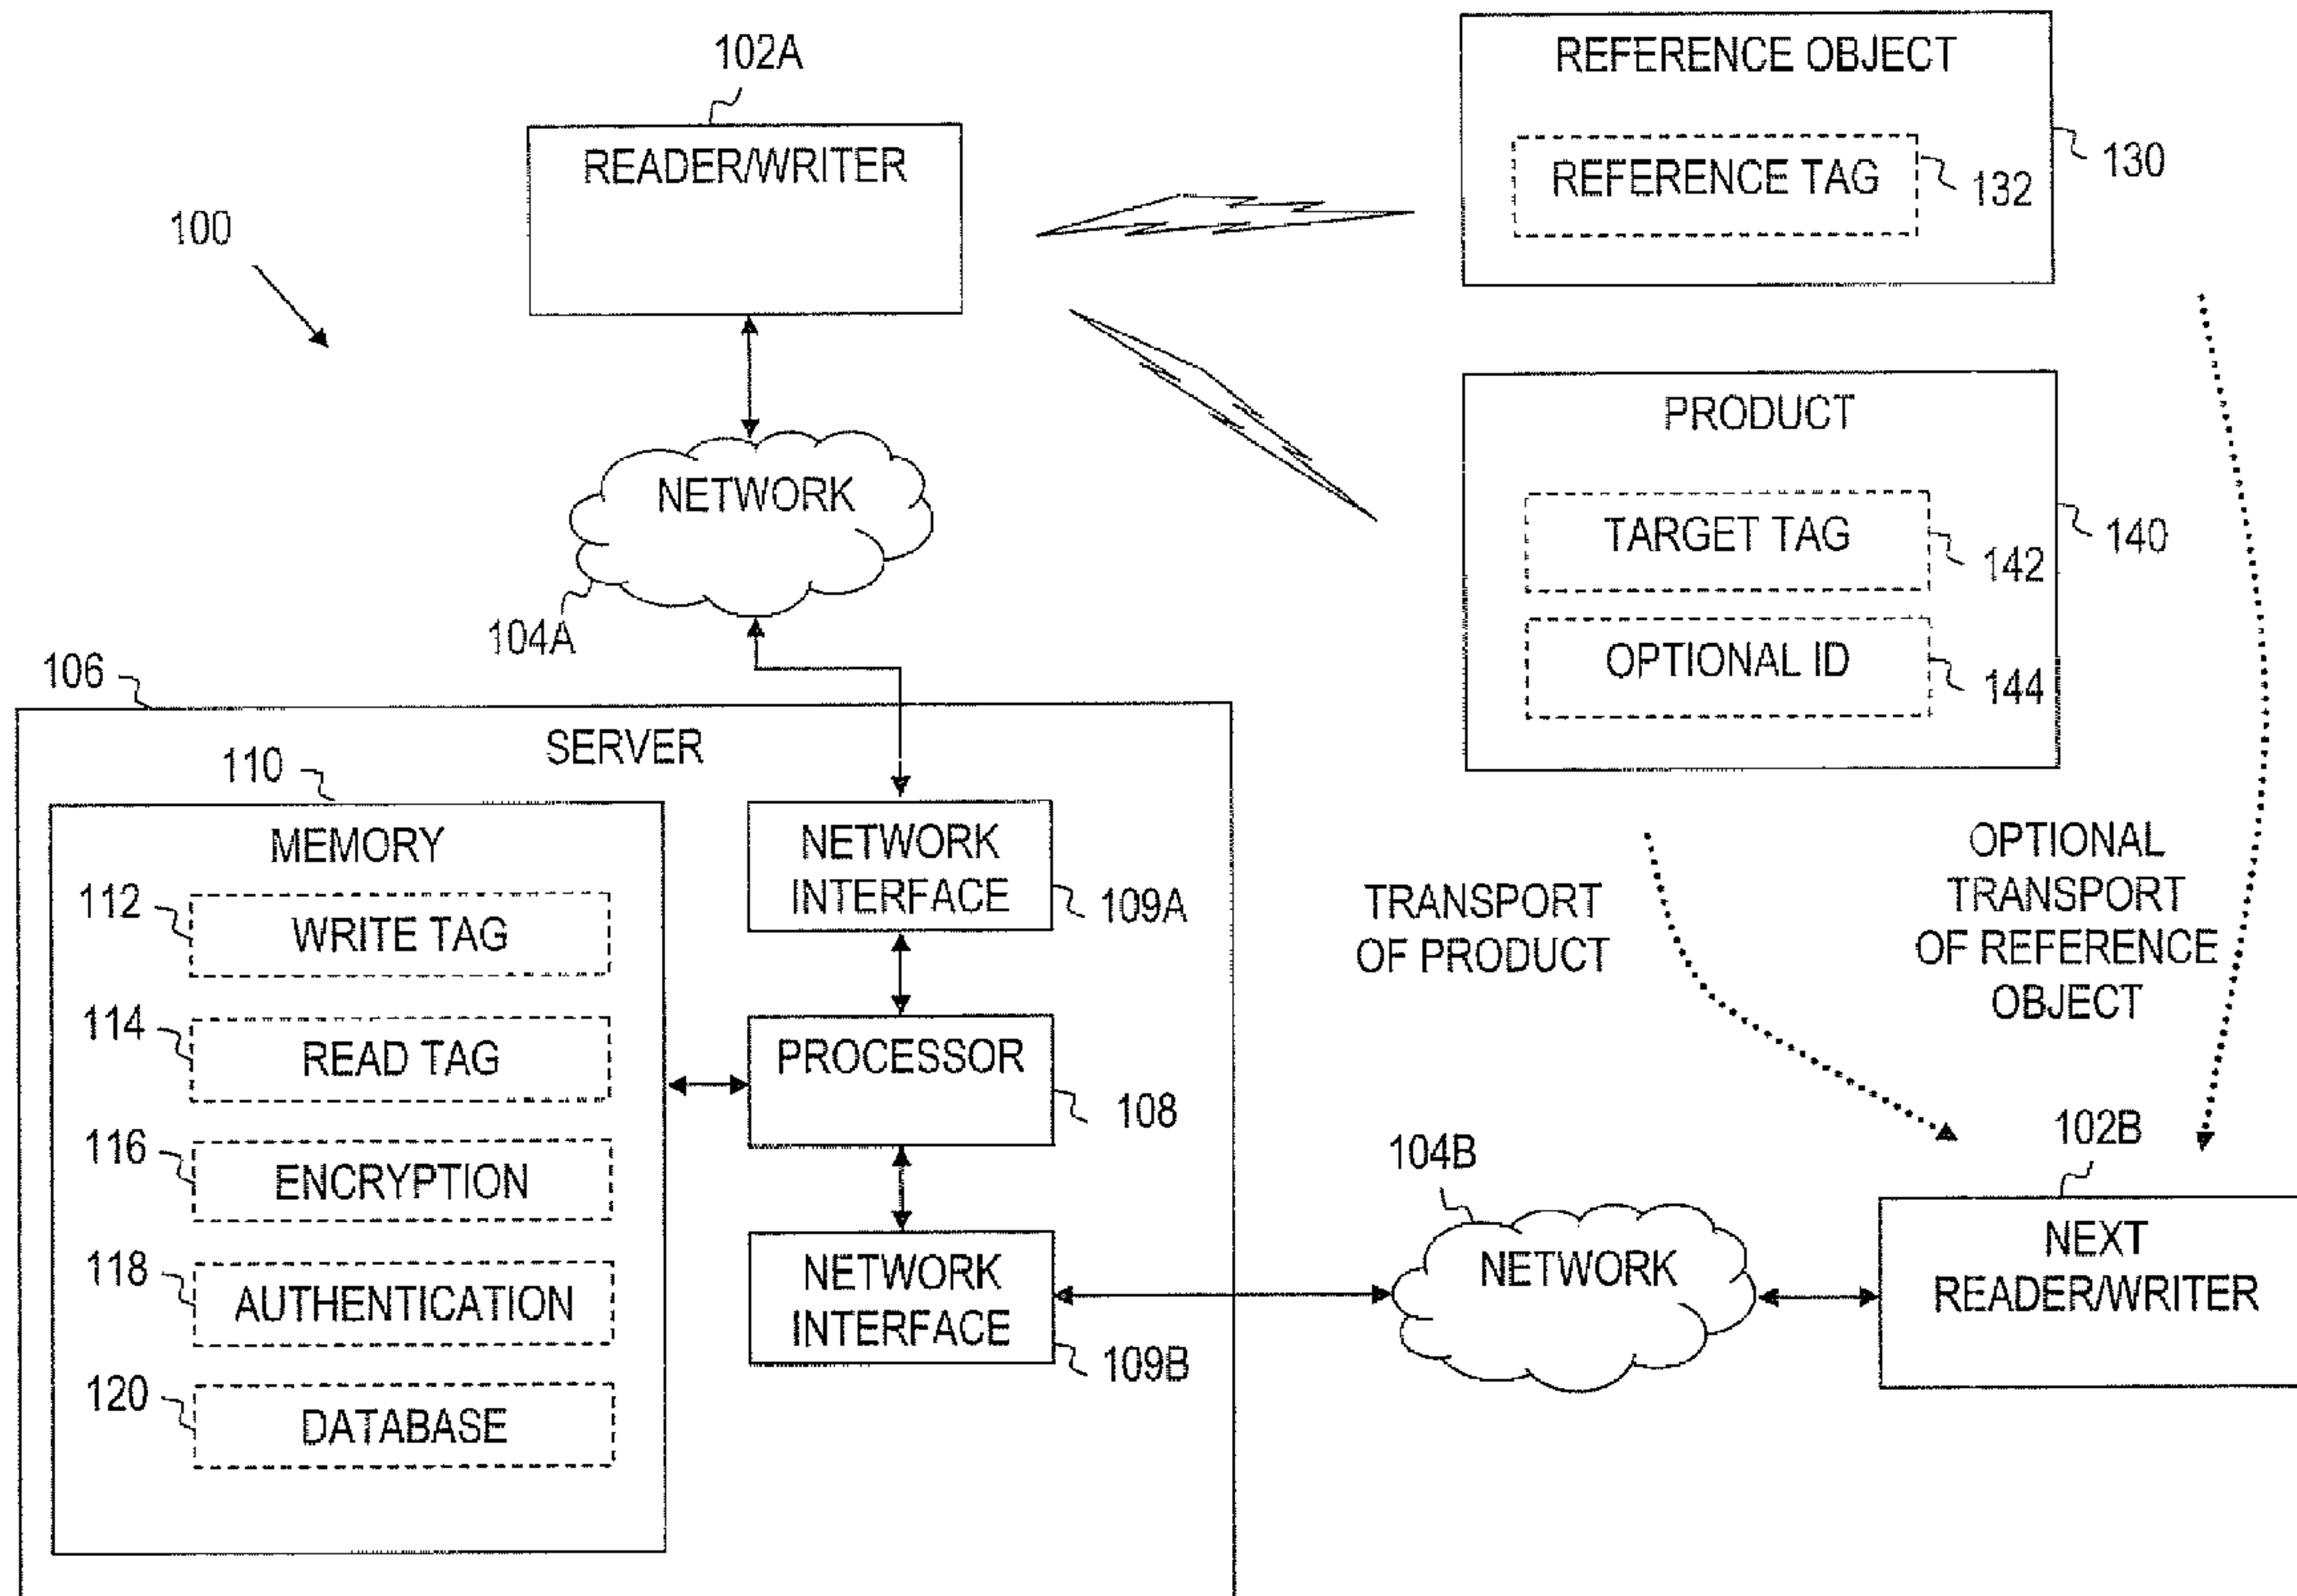 102A
READER/WRITER
100
REFERENCE OBJECT
REFERENCE TAG
132
130
NETWORK
104A
PRODUCT
TARGET TAG
142
OPTIONAL ID
144
140
106
SERVER
110
MEMORY
112
WRITE TAG
114
READ TAG
116
ENCRYPTION
118
AUTHENTICATION
120
DATABASE
NETWORK
INTERFACE
109A
PROCESSOR
108
NETWORK
INTERFACE
109B
TRANSPORT
OF PRODUCT
OPTIONAL
TRANSPORT
OF REFERENCE
OBJECT
104B
NETWORK
102B
NEXT
READER/WRITER